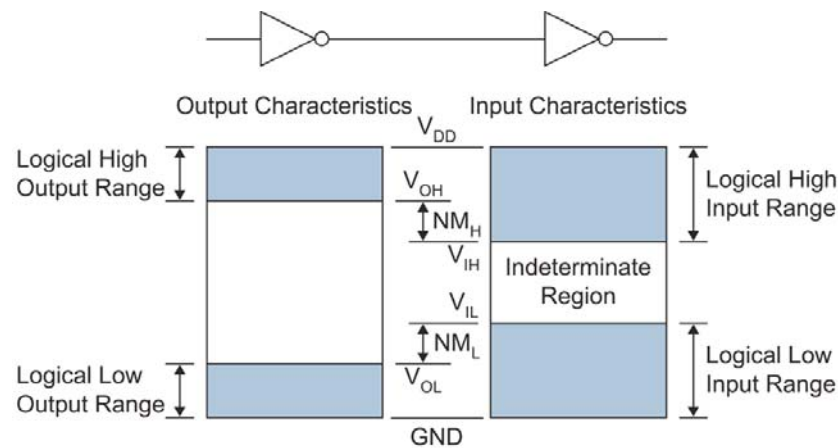 Output Characteristics
Input Characteristics
V_DD
Logical High
Output Range
V_OH
NM_H
V_IH
Logical High
Input Range
Indeterminate
Region
V_IL
NM_L
V_OL
Logical Low
Output Range
Logical Low
Input Range
GND